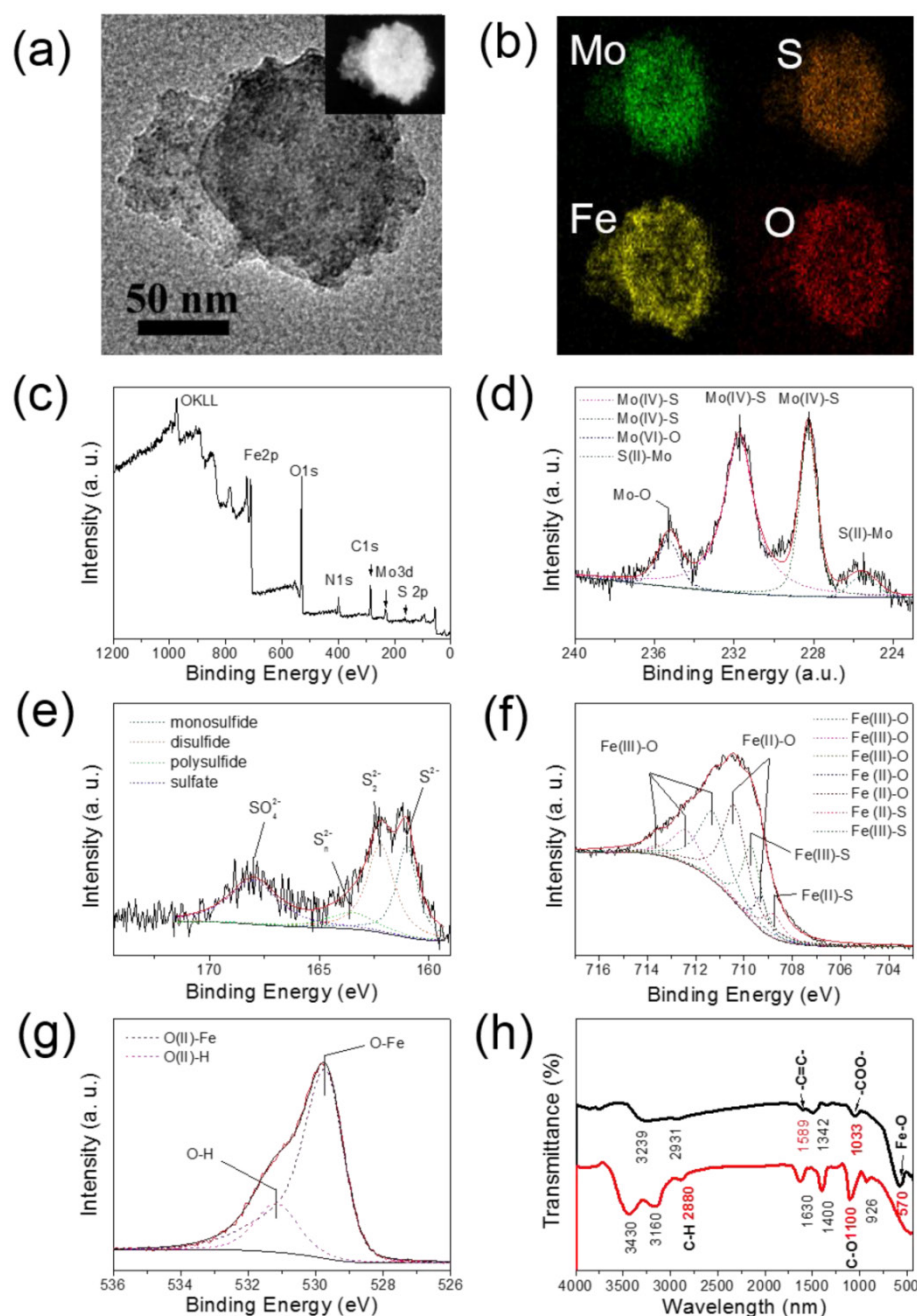 (a)
50 nm
(b)
Mo
S
Fe
O
(c)
OKLL
Fe2p
O1s
C1s
N1s
Mo3d
S 2p
Intensity (a. u.)
1200 1000 800 600 400 200 0
Binding Energy (eV)
(d)
Mo(IV)-S
Mo(IV)-S
Mo(VI)-O
S(II)-Mo
Mo(IV)-S
Mo(IV)-S
Mo-O
S(II)-Mo
Intensity (a. u.)
240 236 232 228 224
Binding Energy (a.u.)
(e)
monosulfide
disulfide
polysulfide
sulfate
SO₄²⁻
Sₙ²⁻
S₂²⁻
S²⁻
Intensity (a. u.)
170 165 160
Binding Energy (eV)
(f)
Fe(III)-O
Fe(II)-O
Fe(III)-O
Fe(III)-O
Fe(III)-O
Fe (II)-O
Fe (II)-O
Fe (II)-S
Fe(III)-S
Fe(III)-S
Fe(II)-S
Intensity (a. u.)
716 714 712 710 708 706 704
Binding Energy (eV)
(g)
O(II)-Fe
O(II)-H
O-Fe
O-H
Intensity (a. u.)
536 534 532 530 528 526
Binding Energy (eV)
(h)
-C=C-
-COO-
Fe-O
3239
2931
1589
1342
1033
3430
3160
C-H 2880
1630
1400
C-O 1100
926
570
Transmittance (%)
4000 3500 3000 2500 2000 1500 1000 500
Wavelength (nm)